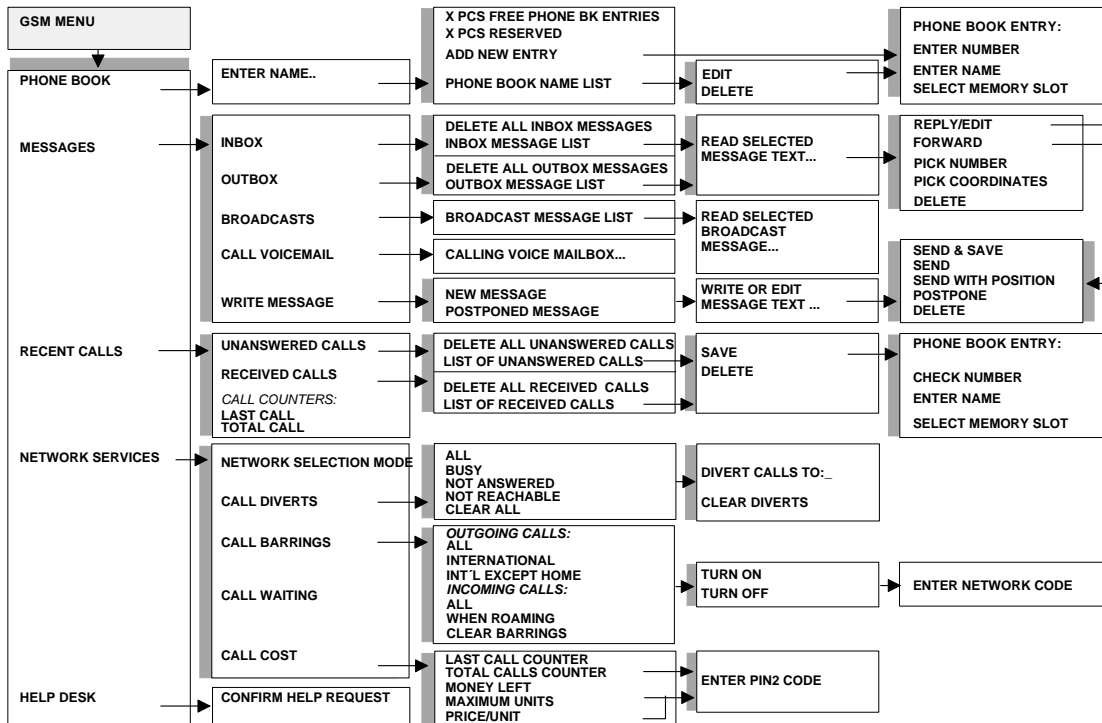 GSM MENU
PHONE BOOK
ENTER NAME..
X PCS FREE PHONE BK ENTRIES
X PCS RESERVED
ADD NEW ENTRY
PHONE BOOK NAME LIST
EDIT
DELETE
PHONE BOOK ENTRY:
ENTER NUMBER
ENTER NAME
SELECT MEMORY SLOT
MESSAGES
INBOX
OUTBOX
BROADCASTS
CALL VOICEMAIL
WRITE MESSAGE
DELETE ALL INBOX MESSAGES
INBOX MESSAGE LIST
DELETE ALL OUTBOX MESSAGES
OUTBOX MESSAGE LIST
BROADCAST MESSAGE LIST
CALLING VOICE MAILBOX...
NEW MESSAGE
POSTPONED MESSAGE
READ SELECTED
MESSAGE TEXT...
READ SELECTED
BROADCAST
MESSAGE...
WRITE OR EDIT
MESSAGE TEXT ...
REPLY/EDIT
FORWARD
PICK NUMBER
PICK COORDINATES
DELETE
SEND & SAVE
SEND
SEND WITH POSITION
POSTPONE
DELETE
RECENT CALLS
UNANSWERED CALLS
RECEIVED CALLS
CALL COUNTERS:
LAST CALL
TOTAL CALL
DELETE ALL UNANSWERED CALLS
LIST OF UNANSWERED CALLS
DELETE ALL RECEIVED CALLS
LIST OF RECEIVED CALLS
SAVE
DELETE
PHONE BOOK ENTRY:
CHECK NUMBER
ENTER NAME
SELECT MEMORY SLOT
NETWORK SERVICES
NETWORK SELECTION MODE
CALL DIVERTS
CALL BARRINGS
CALL WAITING
CALL COST
ALL
BUSY
NOT ANSWERED
NOT REACHABLE
CLEAR ALL
DIVERT CALLS TO:_
CLEAR DIVERTS
OUTGOING CALLS:
ALL
INTERNATIONAL
INT´L EXCEPT HOME
INCOMING CALLS:
ALL
WHEN ROAMING
CLEAR BARRINGS
TURN ON
TURN OFF
ENTER NETWORK CODE
LAST CALL COUNTER
TOTAL CALLS COUNTER
MONEY LEFT
MAXIMUM UNITS
PRICE/UNIT
ENTER PIN2 CODE
HELP DESK
CONFIRM HELP REQUEST